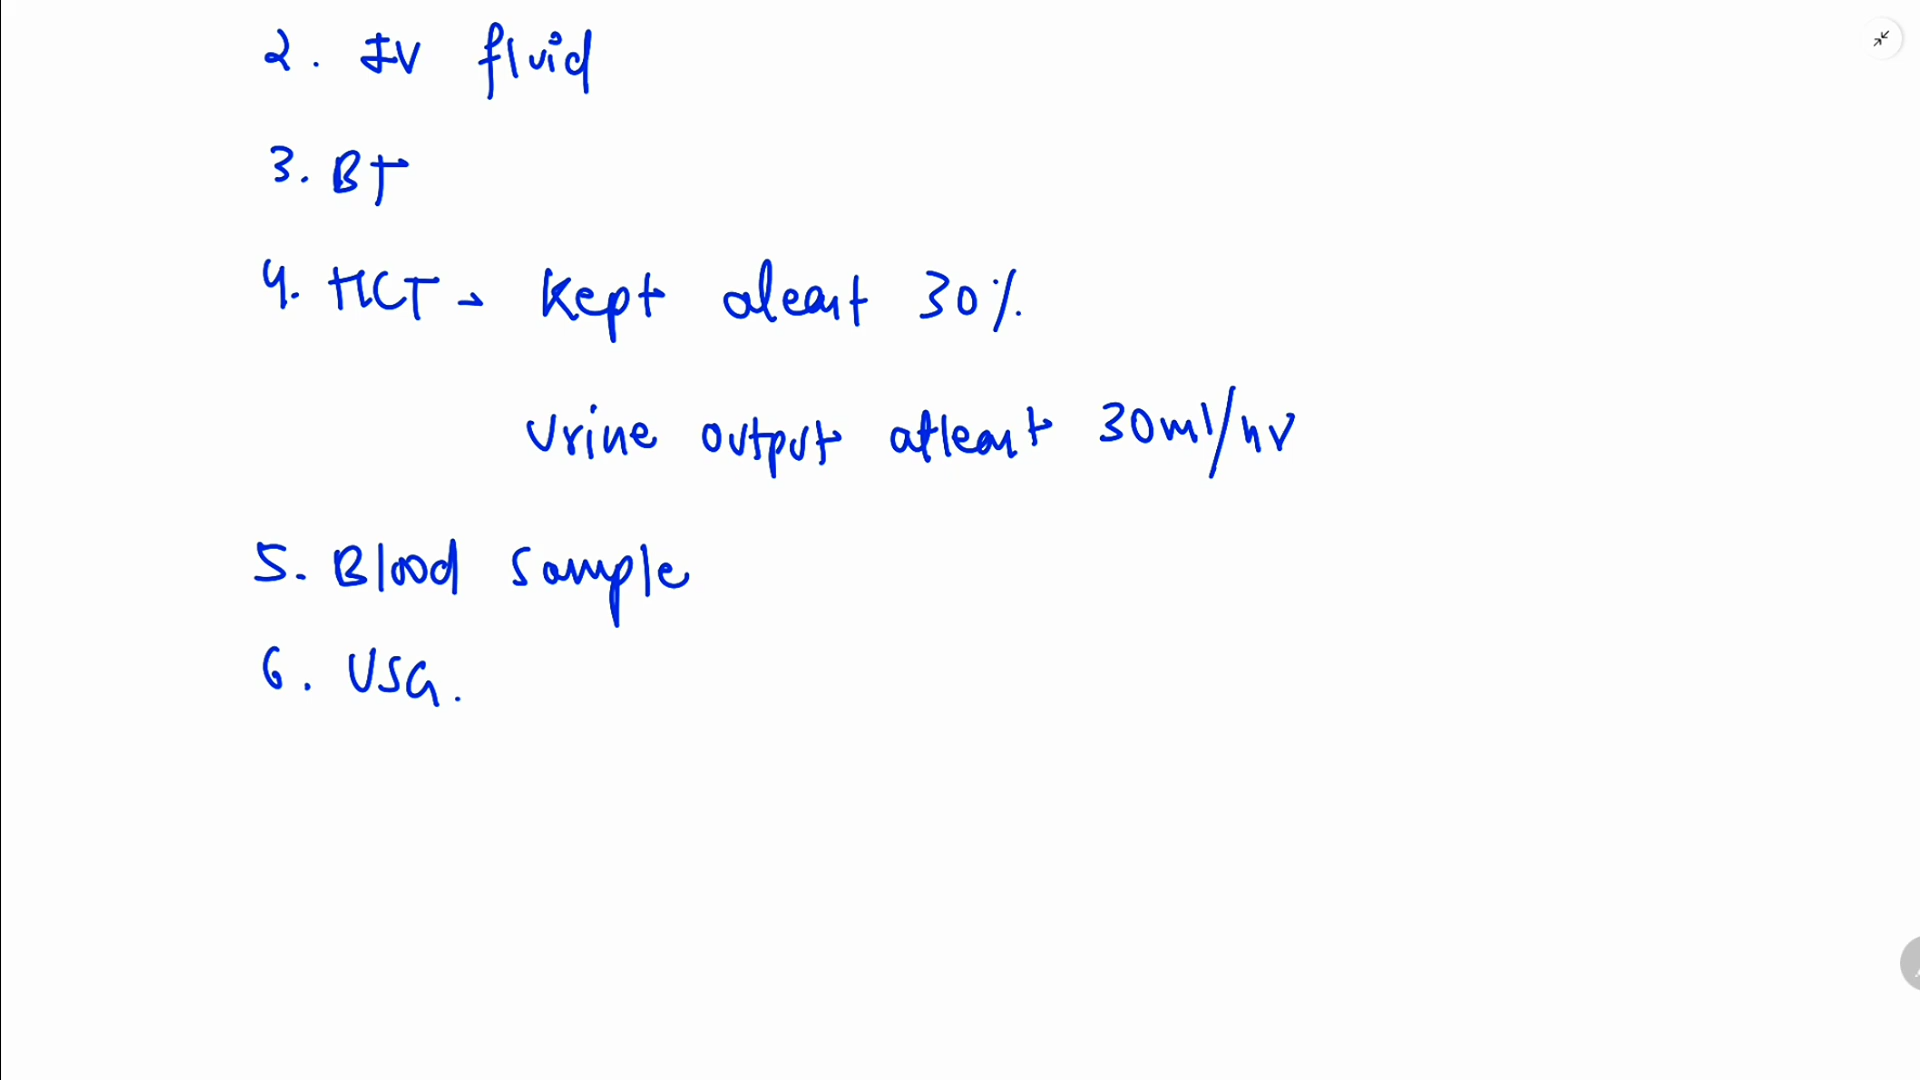 2. IV fluid
3. BT
4. HCT → Kept aleast 30%
Urine output atleast 30ml/hr
5. Blood Sample
6. USG.